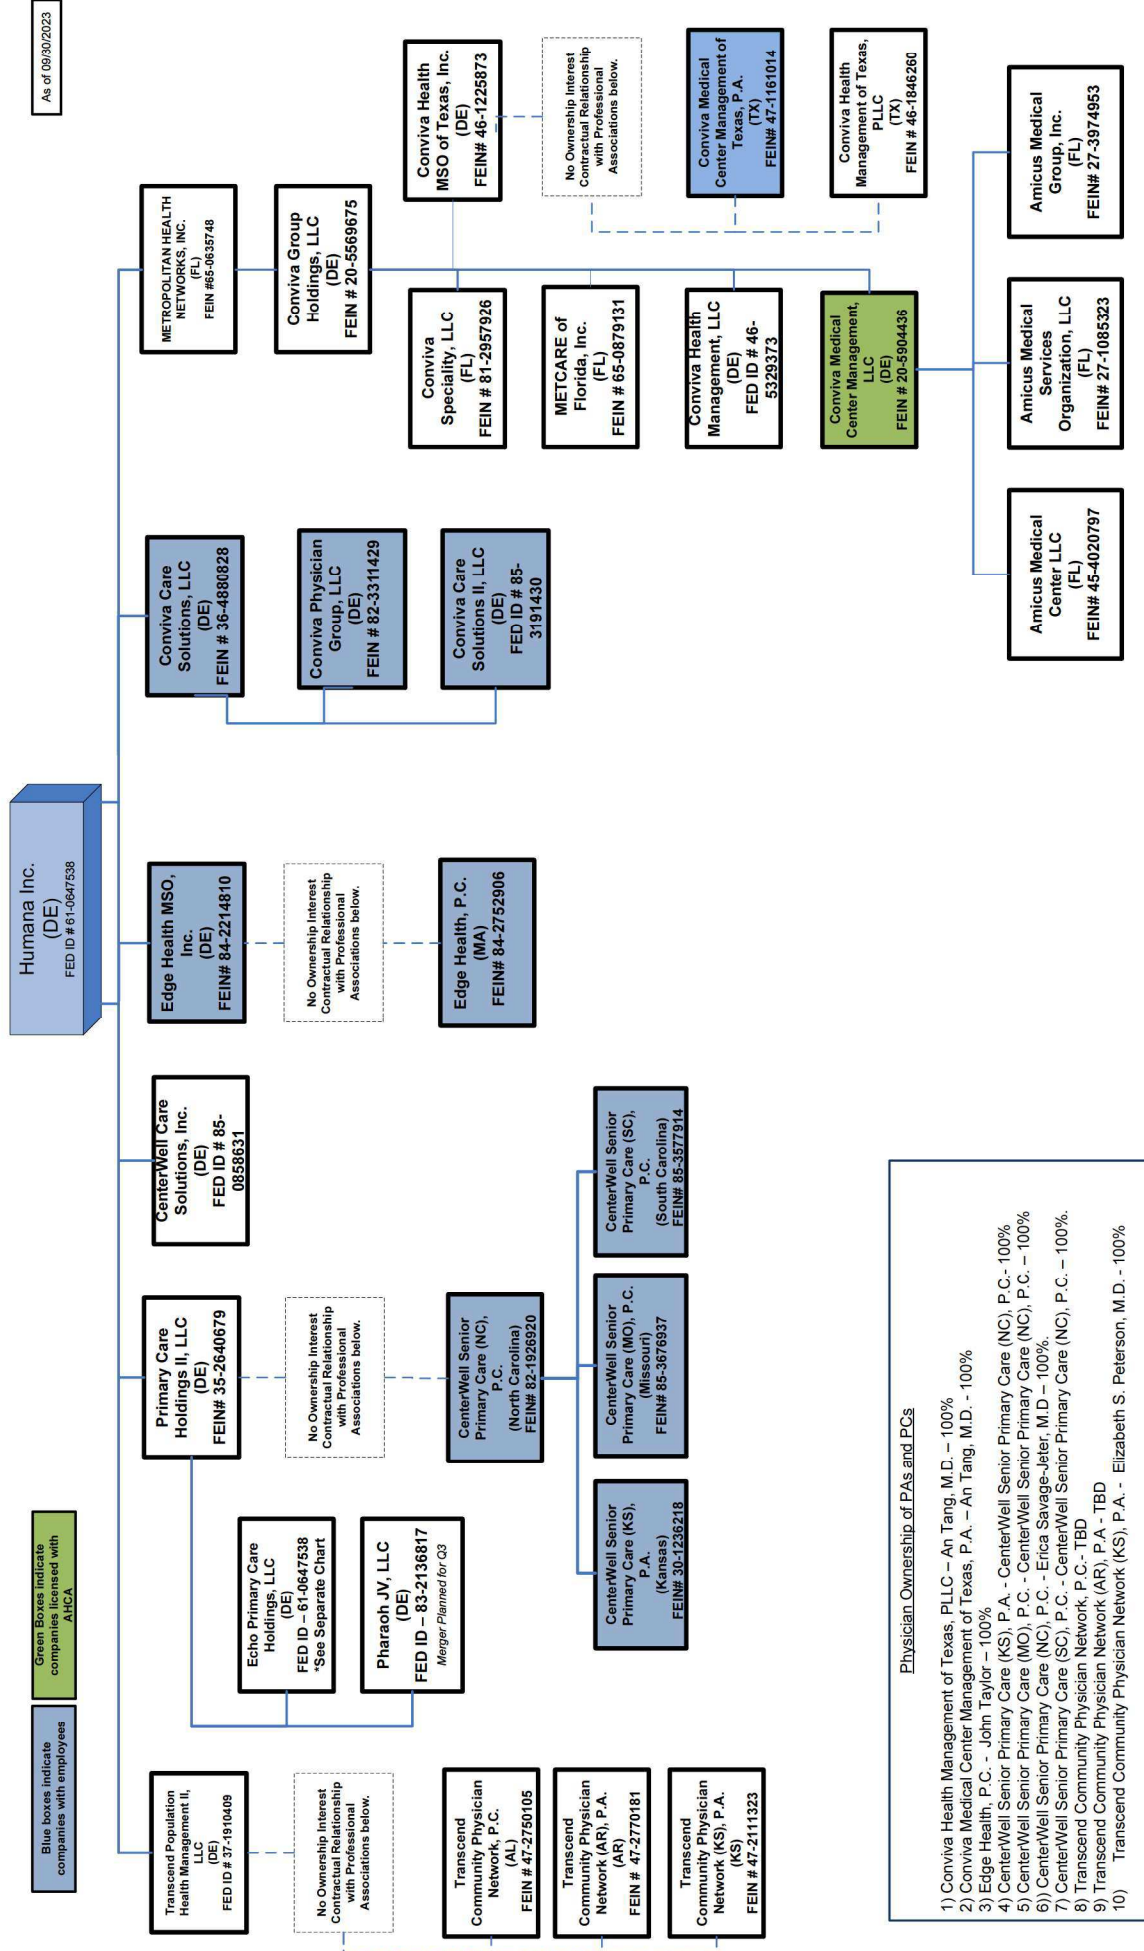 As of 09/30/2023
Humana Inc.
(DE)
FED ID # 61-0647538
Blue boxes indicate
companies with employees
Green Boxes indicate
companies licensed with
AHCA
Transcend Population
Health Management II,
LLC
(DE)
FED ID # 37-1910409
No Ownership Interest
Contractual Relationship
with Professional
Associations below.
Transcend
Community Physician
Network, P.C.
(AL)
FEIN # 47-2750105
Transcend
Community Physician
Network (AR), P.A.
(AR)
FEIN # 47-2770181
Transcend
Community Physician
Network (KS), P.A.
(KS)
FEIN # 47-2111323
Primary Care
Holdings II, LLC
(DE)
FEIN# 35-2640679
Echo Primary Care
Holdings, LLC
(DE)
FED ID – 61-0647538
*See Separate Chart
Pharaoh JV, LLC
(DE)
FED ID – 83-2136817
Merger Planned for Q3
No Ownership Interest
Contractual Relationship
with Professional
Associations below.
CenterWell Senior
Primary Care (NC),
P.C.
(North Carolina)
FEIN# 82-1926920
CenterWell Senior
Primary Care (KS),
P.A.
(Kansas)
FEIN# 30-1236218
CenterWell Senior
Primary Care (MO), P.C.
(Missouri)
FEIN# 85-3676937
CenterWell Senior
Primary Care (SC),
P.C.
(South Carolina)
FEIN# 85-3577914
CenterWell Care
Solutions, Inc.
(DE)
FED ID # 85-
0858631
Edge Health MSO,
Inc.
(DE)
FEIN# 84-2214810
No Ownership Interest
Contractual Relationship
with Professional
Associations below.
Edge Health, P.C.
(MA)
FEIN# 84-2752906
Conviva Care
Solutions, LLC
(DE)
FEIN # 36-4880828
Conviva Physician
Group, LLC
(DE)
FEIN # 82-3311429
Conviva Care
Solutions II, LLC
(DE)
FED ID # 85-
3191430
METROPOLITAN HEALTH
NETWORKS, INC.
(FL)
FEIN #65-0635748
Conviva Group
Holdings, LLC
(DE)
FEIN # 20-5569675
Conviva
Speciality, LLC
(FL)
FEIN # 81-2957926
METCARE of
Florida, Inc.
(FL)
FEIN # 65-0879131
Conviva Health
Management, LLC
(DE)
FED ID # 46-
5329373
Conviva Medical
Center Management,
LLC
(DE)
FEIN # 20-5904436
Conviva Health
MSO of Texas, Inc.
(DE)
FEIN# 46-1225873
No Ownership Interest
Contractual Relationship
with Professional
Associations below.
Conviva Medical
Center Management of
Texas, P.A.
(TX)
FEIN# 47-1161014
Conviva Health
Management of Texas,
PLLC
(TX)
FEIN # 46-1846260
Amicus Medical
Center LLC
(FL)
FEIN# 45-4020797
Amicus Medical
Services
Organization, LLC
(FL)
FEIN# 27-1085323
Amicus Medical
Group, Inc.
(FL)
FEIN# 27-3974953
Physician Ownership of PAs and PCs
1) Conviva Health Management of Texas, PLLC – An Tang, M.D. – 100%
2) Conviva Medical Center Management of Texas, P.A. – An Tang, M.D. - 100%
3) Edge Health, P.C. - John Taylor – 100%
4) CenterWell Senior Primary Care (KS), P.A. - CenterWell Senior Primary Care (NC), P.C.- 100%
5) CenterWell Senior Primary Care (MO), P.C. - CenterWell Senior Primary Care (NC), P.C. – 100%
6)) CenterWell Senior Primary Care (NC), P.C. - Erica Savage-Jeter, M.D – 100%.
7) CenterWell Senior Primary Care (SC), P.C. - CenterWell Senior Primary Care (NC), P.C. – 100%.
8) Transcend Community Physician Network, P.C.- TBD
9) Transcend Community Physician Network (AR), P.A - TBD
10) Transcend Community Physician Network (KS), P.A. - Elizabeth S. Peterson, M.D. - 100%